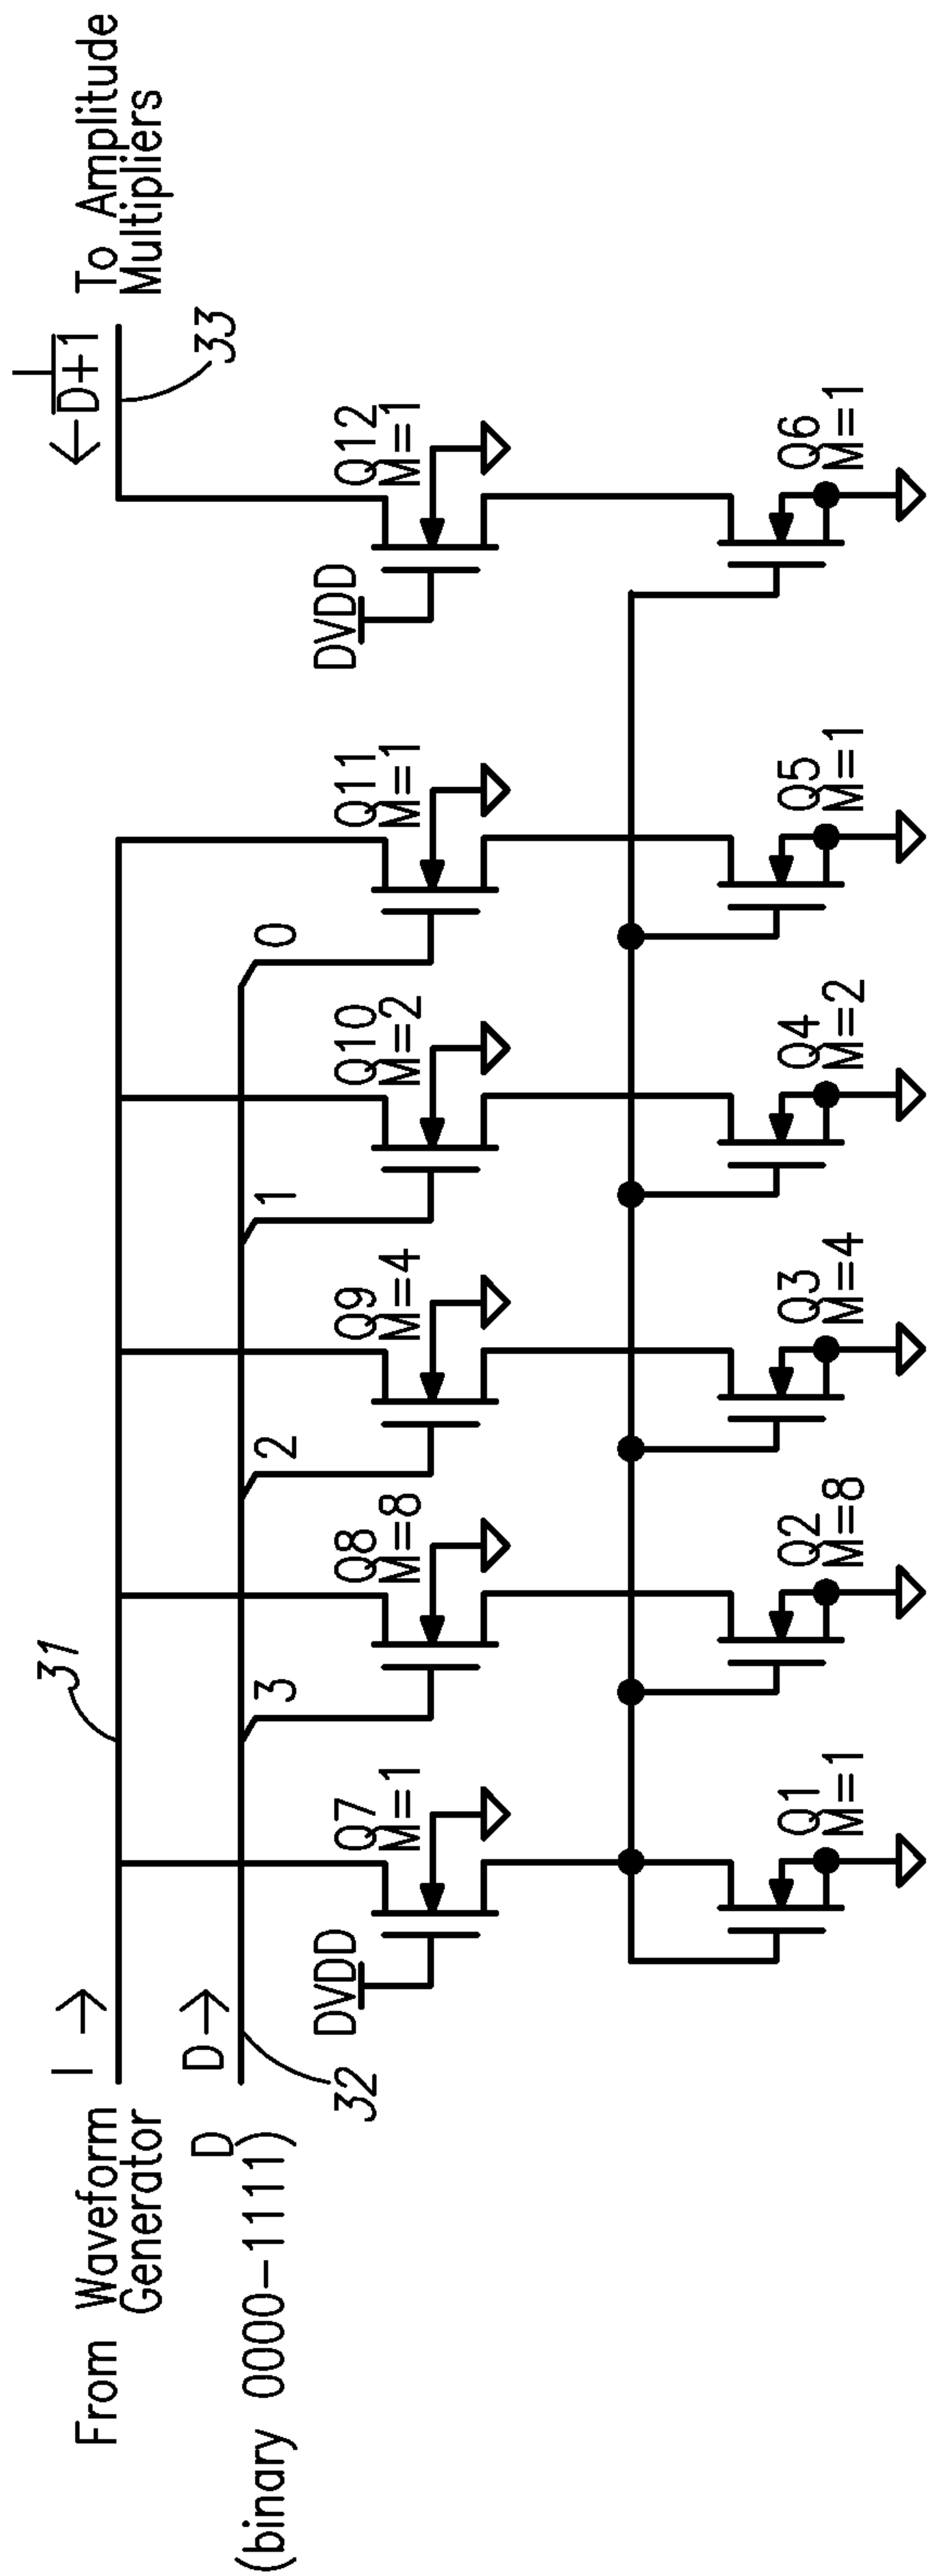 From Waveform
Generator
I →
31
← I
D+1
To Amplitude
Multipliers
33
D
(binary 0000-1111)
D →
32
3
2
1
0
DVDD
Q7
M=1
Q8
M=8
Q9
M=4
Q10
M=2
Q11
M=1
DVDD
Q12
M=1
Q1
M=1
Q2
M=8
Q3
M=4
Q4
M=2
Q5
M=1
Q6
M=1